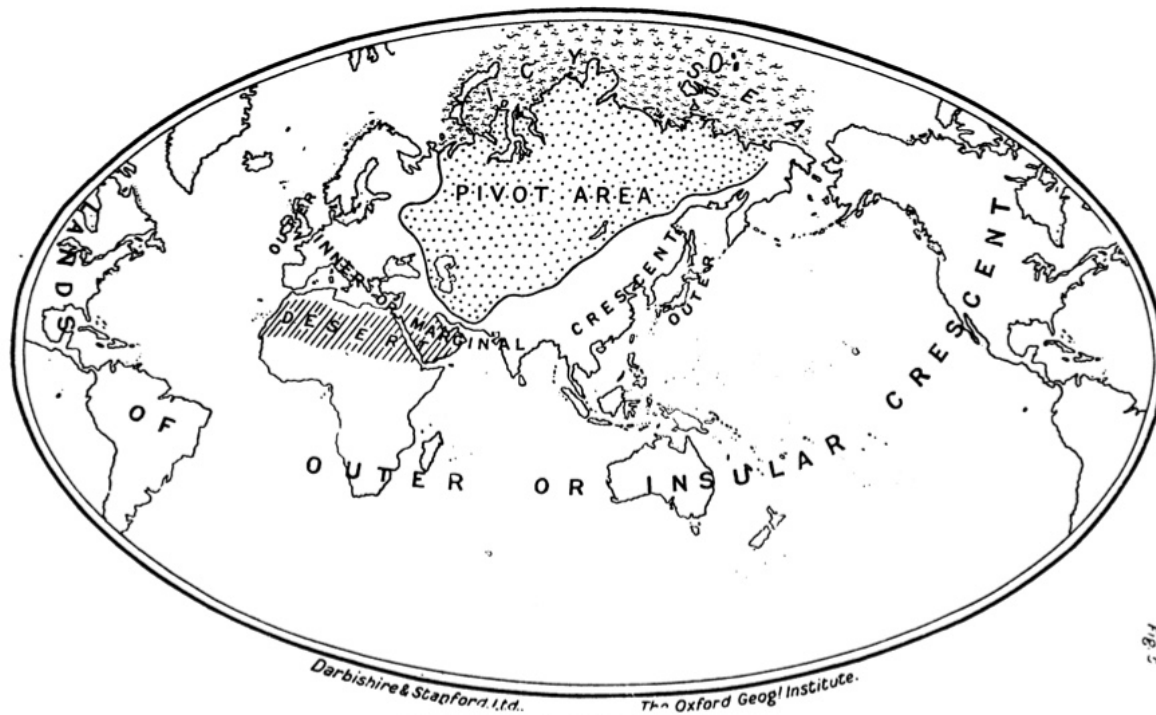 ICY SEA
PIVOT AREA
LANDS OF OUTER OR INSULAR CRESCENT
OUTER
INNER OR MARGINAL CRESCENT
OUTER
DESERT
Darbishire & Stanford, Ltd.
The Oxford Geogl. Institute.